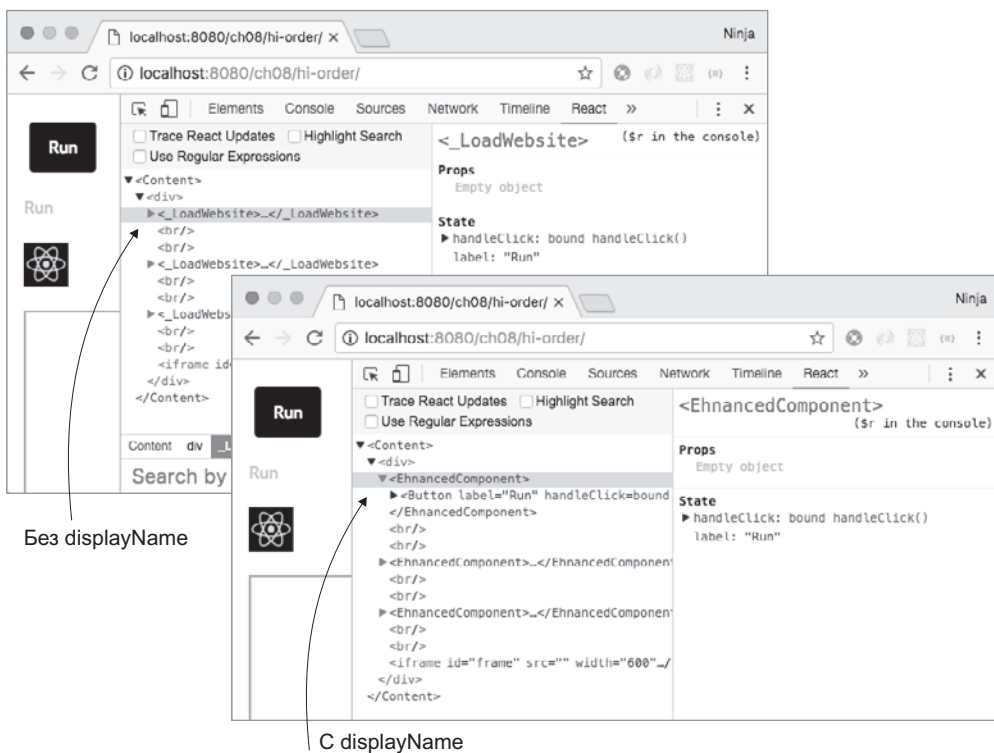 localhost:8080/ch08/hi-order/ ×
Ninja
localhost:8080/ch08/hi-order/
Elements Console Sources Network Timeline React »
Run
Run
Trace React Updates Highlight Search
Use Regular Expressions
▼<Content>
▼<div>
▶<_LoadWebsite>…</_LoadWebsite>
<br/>
<br/>
▶<_LoadWebsite>…</_LoadWebsite>
<br/>
<br/>
▶<_LoadWebs
<br/>
<br/>
<iframe id
</div>
</Content>
Content div _L
Search by
<_LoadWebsite> ($r in the console)
Props
Empty object
State
▶handleClick: bound handleClick()
label: "Run"
Без displayName
localhost:8080/ch08/hi-order/ ×
Ninja
localhost:8080/ch08/hi-order/
Elements Console Sources Network Timeline React »
Run
Run
Trace React Updates Highlight Search
Use Regular Expressions
▼<Content>
▼<div>
▼<EhnancedComponent>
▶<Button label="Run" handleClick=bound
</EhnancedComponent>
<br/>
<br/>
▶<EhnancedComponent>…</EhnancedComponen
<br/>
<br/>
▶<EhnancedComponent>…</EhnancedComponen
<br/>
<br/>
<iframe id="frame" src="" width="600"…/
</div>
</Content>
<EhnancedComponent>
($r in the console)
Props
Empty object
State
▶handleClick: bound handleClick()
label: "Run"
С displayName